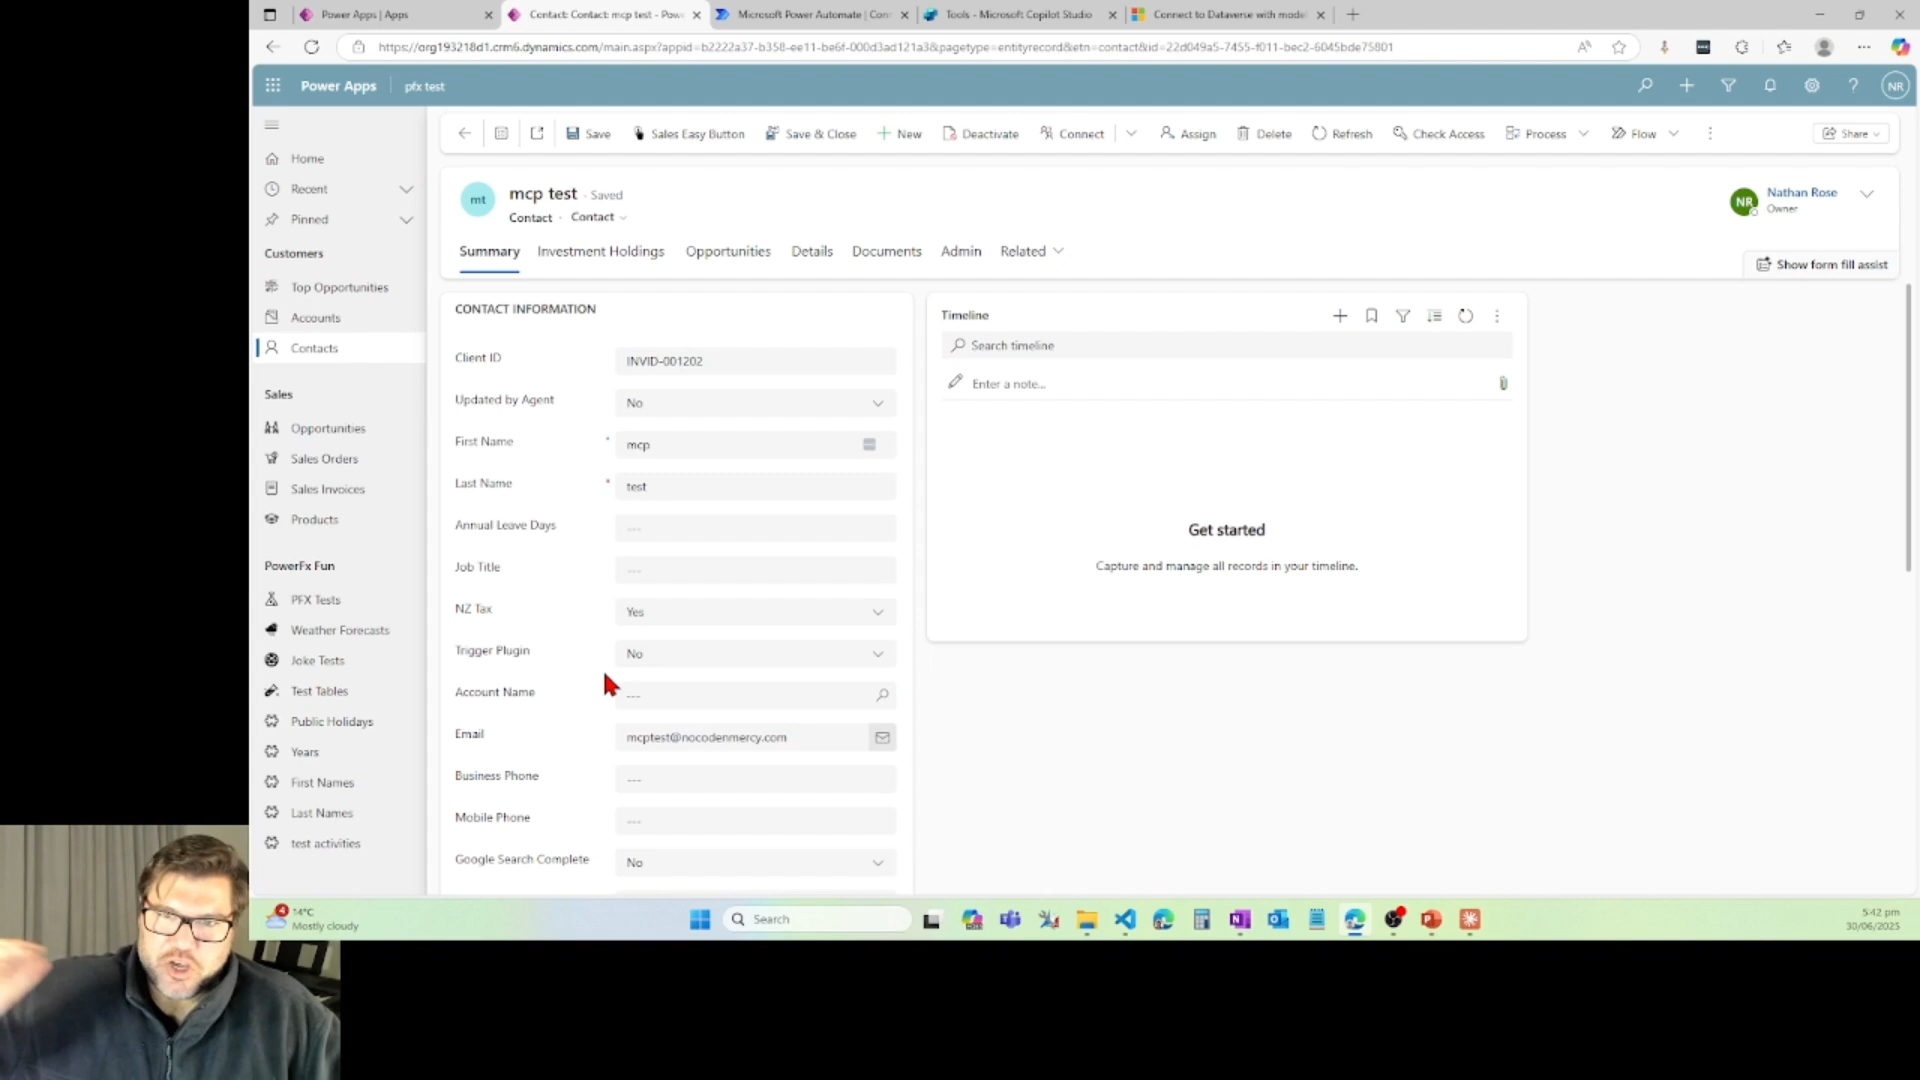 Power Apps | Apps
Contact: Contact: mcp test - Powe
Microsoft Power Automate | Con
Tools - Microsoft Copilot Studio
Connect to Dataverse with model
https://org193218d1.crm6.dynamics.com/main.aspx?appid=b2222a37-b358-ee11-be6f-000d3ad121a3&pagetype=entityrecord&etn=contact&id=22d049a5-7455-f011-bec2-6045bde75801
Power Apps
pfx test
NR
Save
Sales Easy Button
Save & Close
New
Deactivate
Connect
Assign
Delete
Refresh
Check Access
Process
Flow
Share
Home
Recent
Pinned
Customers
Top Opportunities
Accounts
Contacts
Sales
Opportunities
Sales Orders
Sales Invoices
Products
PowerFx Fun
PFX Tests
Weather Forecasts
Joke Tests
Test Tables
Public Holidays
Years
First Names
Last Names
test activities
mt
mcp test - Saved
Contact · Contact
NR
Nathan Rose
Owner
Summary
Investment Holdings
Opportunities
Details
Documents
Admin
Related
Show form fill assist
CONTACT INFORMATION
Client ID
INVID-001202
Updated by Agent
No
First Name *
mcp
Last Name *
test
Annual Leave Days
---
Job Title
---
NZ Tax
Yes
Trigger Plugin
No
Account Name
---
Email
mcptest@nocodenmercy.com
Business Phone
---
Mobile Phone
---
Google Search Complete
No
Timeline
Search timeline
Enter a note...
Get started
Capture and manage all records in your timeline.
4
14°C
Mostly cloudy
Search
5:42 pm
30/06/2025